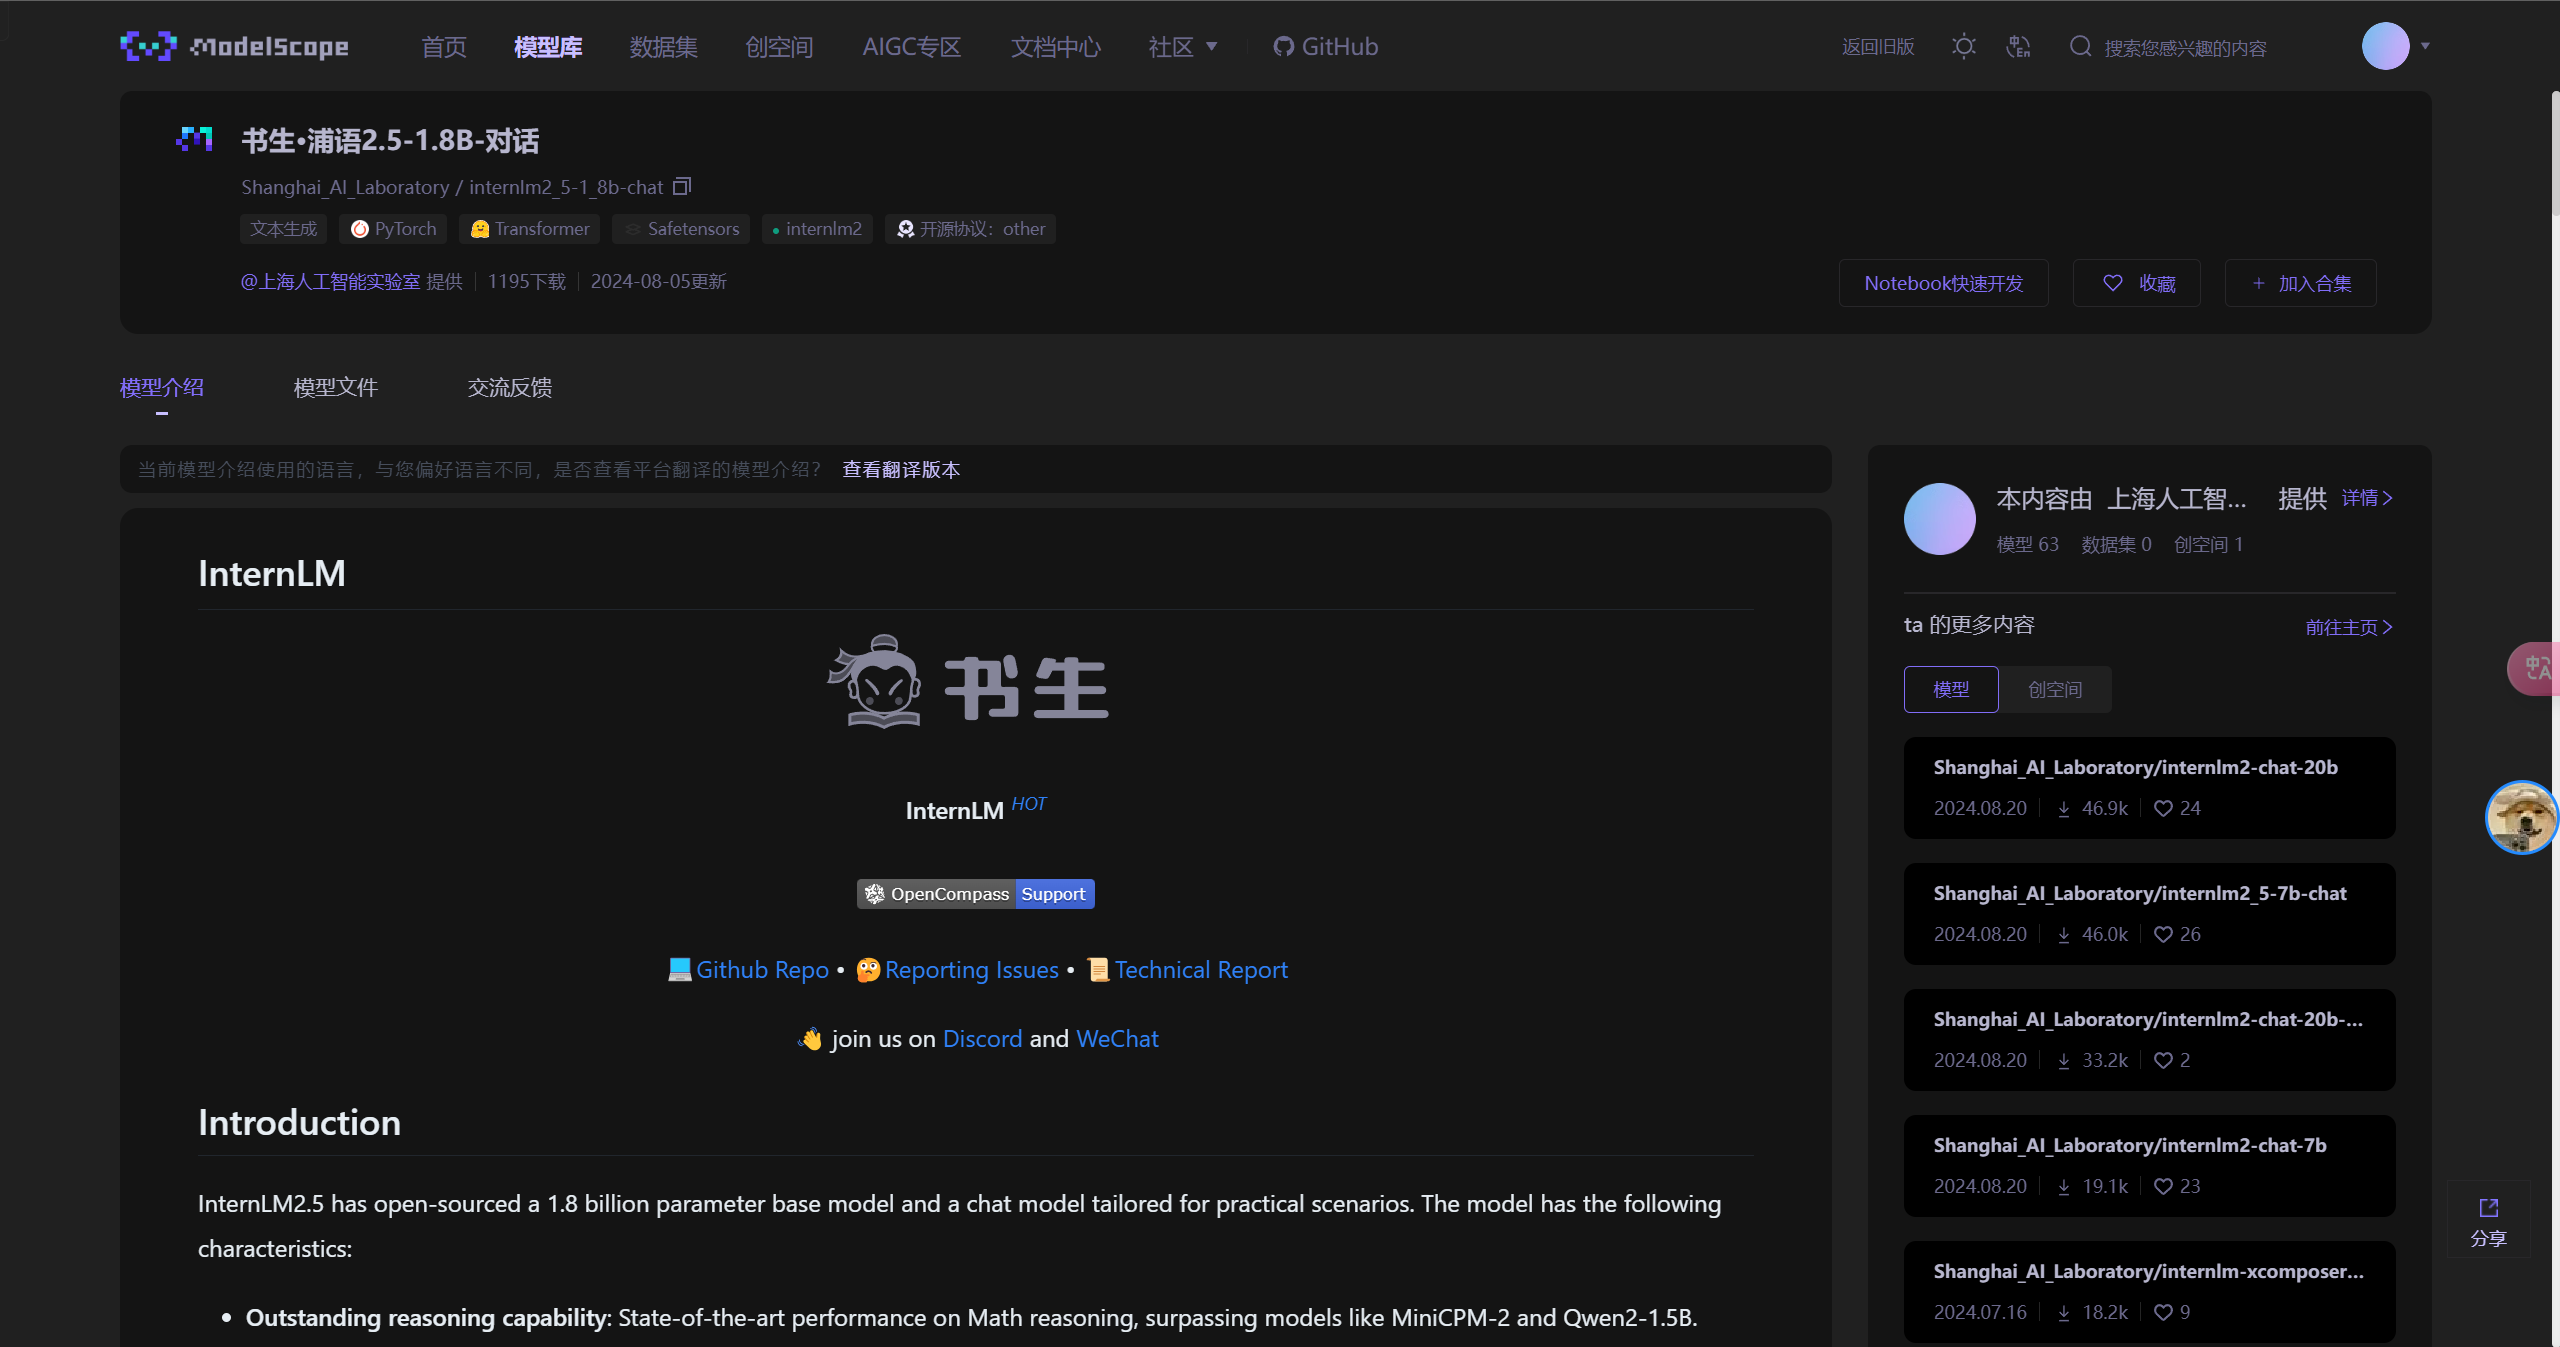 ModelScope 首页 模型库 数据集 创空间 AIGC专区 文档中心 社区 GitHub 返回旧版 搜索您感兴趣的内容
书生·浦语2.5-1.8B-对话
Shanghai_AI_Laboratory / internlm2_5-1_8b-chat
文本生成 PyTorch Transformer Safetensors internlm2 开源协议：other
@上海人工智能实验室 提供 1195下载 2024-08-05更新
Notebook快速开发 收藏 + 加入合集
模型介绍 模型文件 交流反馈
当前模型介绍使用的语言，与您偏好语言不同，是否查看平台翻译的模型介绍？ 查看翻译版本
InternLM
书生
InternLM HOT
OpenCompass Support
💻Github Repo • 🤔Reporting Issues • 📜Technical Report
👋 join us on Discord and WeChat
Introduction
InternLM2.5 has open-sourced a 1.8 billion parameter base model and a chat model tailored for practical scenarios. The model has the following
characteristics:
• Outstanding reasoning capability: State-of-the-art performance on Math reasoning, surpassing models like MiniCPM-2 and Qwen2-1.5B.
本内容由 上海人工智... 提供 详情
模型 63 数据集 0 创空间 1
ta 的更多内容 前往主页
模型 创空间
Shanghai_AI_Laboratory/internlm2-chat-20b
2024.08.20 46.9k 24
Shanghai_AI_Laboratory/internlm2_5-7b-chat
2024.08.20 46.0k 26
Shanghai_AI_Laboratory/internlm2-chat-20b-...
2024.08.20 33.2k 2
Shanghai_AI_Laboratory/internlm2-chat-7b
2024.08.20 19.1k 23
Shanghai_AI_Laboratory/internlm-xcomposer...
2024.07.16 18.2k 9
分享